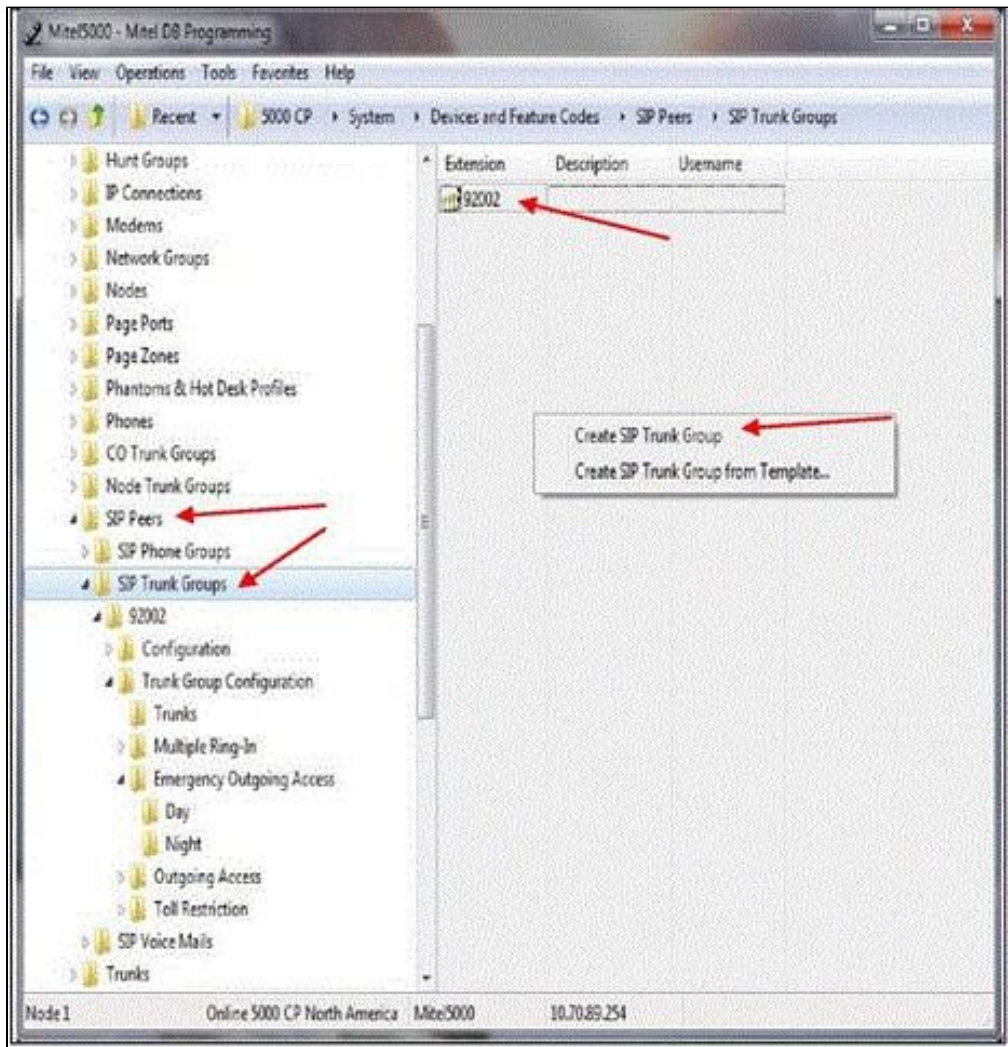 Mitel5000 - Mitel DB Programming
File View Operations Tools Favorites Help
Recent 5000 CP System Devices and Feature Codes SIP Peers SIP Trunk Groups
Hunt Groups
IP Connections
Modems
Network Groups
Nodes
Page Ports
Page Zones
Phantoms & Hot Desk Profiles
Phones
CO Trunk Groups
Node Trunk Groups
SIP Peers
SIP Phone Groups
SIP Trunk Groups
92002
Configuration
Trunk Group Configuration
Trunks
Multiple Ring-In
Emergency Outgoing Access
Day
Night
Outgoing Access
Toll Restriction
SIP Voice Mails
Trunks
Extension Description Username
92002
Create SIP Trunk Group
Create SIP Trunk Group from Template...
Node 1 Online 5000 CP North America Mitel5000 10.70.89.254